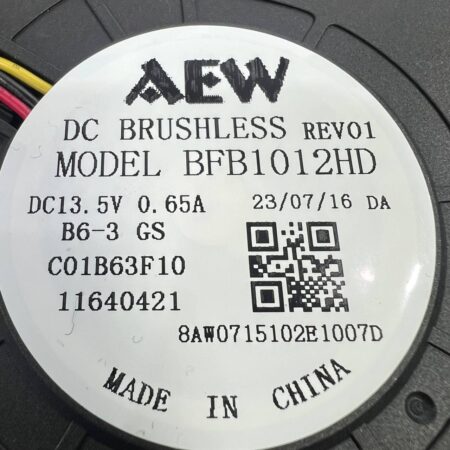 AEW
DC BRUSHLESS REV01
MODEL BFB1012HD
DC13.5V 0.65A 23/07/16 DA
B6-3 GS
C01B63F10
11640421
8AW0715102E1007D
MADE IN CHINA